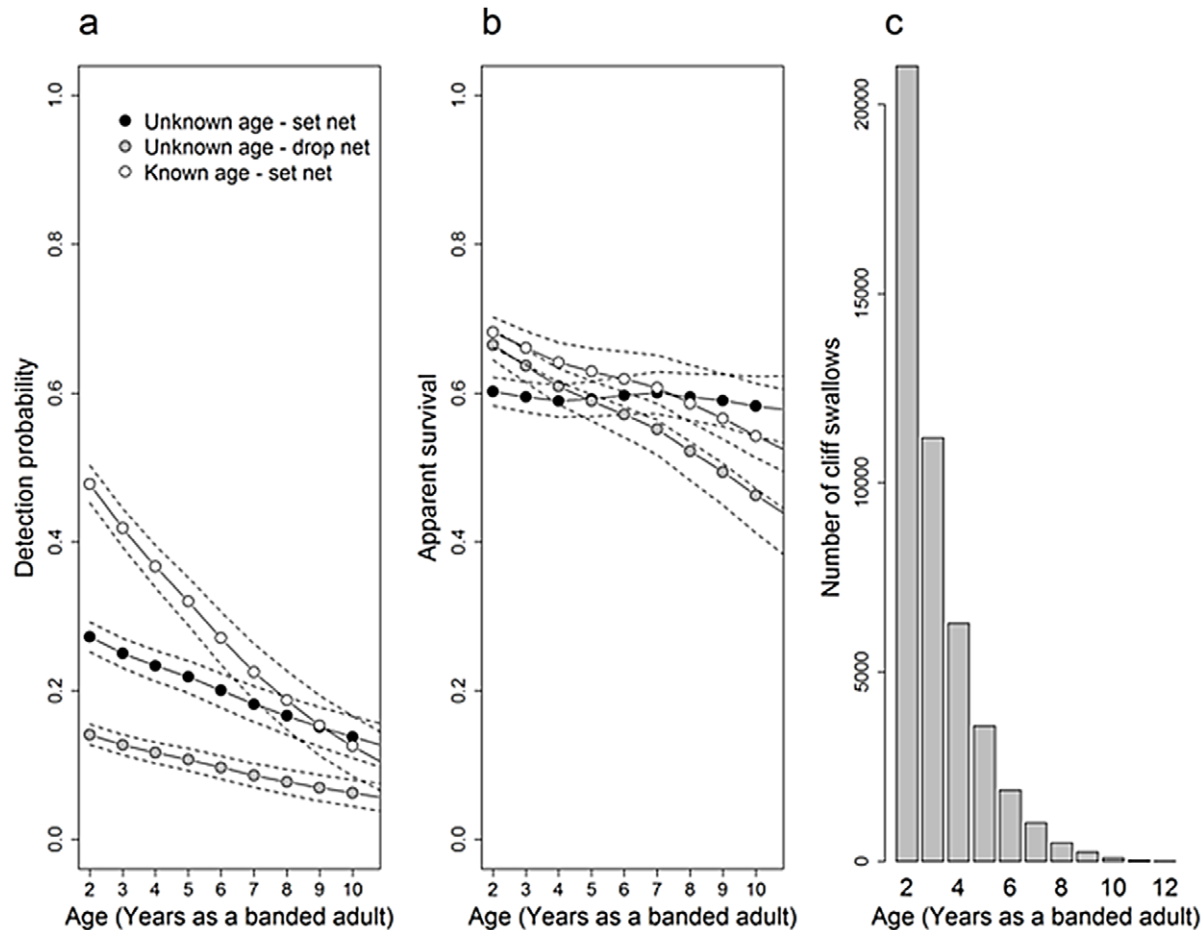 a
b
c
Unknown age - set net
Unknown age - drop net
Known age - set net
Detection probability
0.0
0.2
0.4
0.6
0.8
1.0
2 3 4 5 6 7 8 9 10
Age (Years as a banded adult)
Apparent survival
0.0
0.2
0.4
0.6
0.8
1.0
2 3 4 5 6 7 8 9 10
Age (Years as a banded adult)
Number of cliff swallows
0
5000
10000
15000
20000
2 4 6 8 10 12
Age (Years as a banded adult)